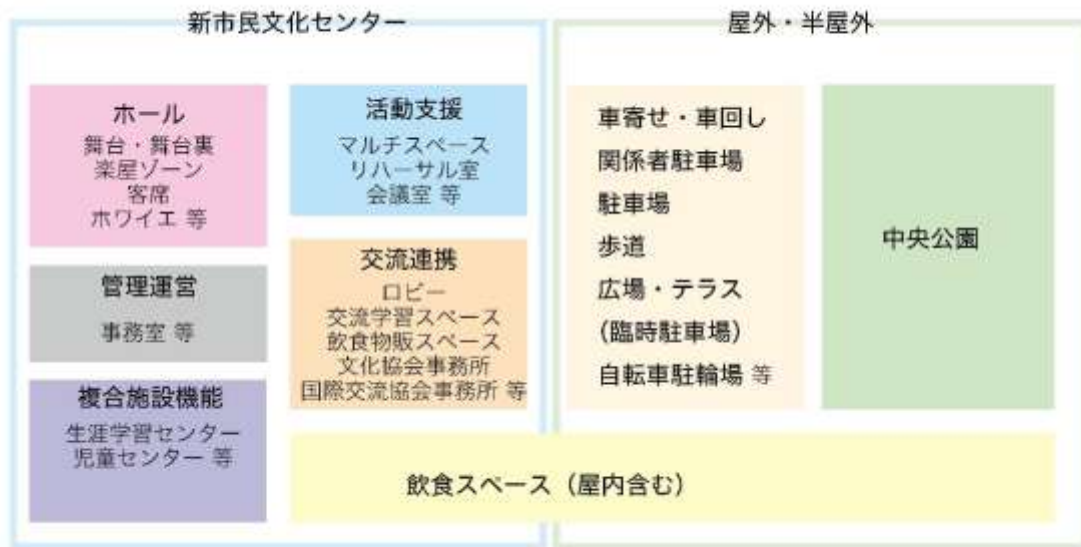 新市民文化センター
ホール
舞台・舞台裏
楽屋ゾーン
客席
ホワイエ 等
管理運営
事務室 等
複合施設機能
生涯学習センター
児童センター 等
活動支援
マルチスペース
リハーサル室
会議室 等
交流連携
ロビー
交流学習スペース
飲食物販スペース
文化協会事務所
国際交流協会事務所 等
屋外・半屋外
車寄せ・車回し
関係者駐車場
駐車場
歩道
広場・テラス
(臨時駐車場)
自転車駐輪場 等
中央公園
飲食スペース（屋内含む）